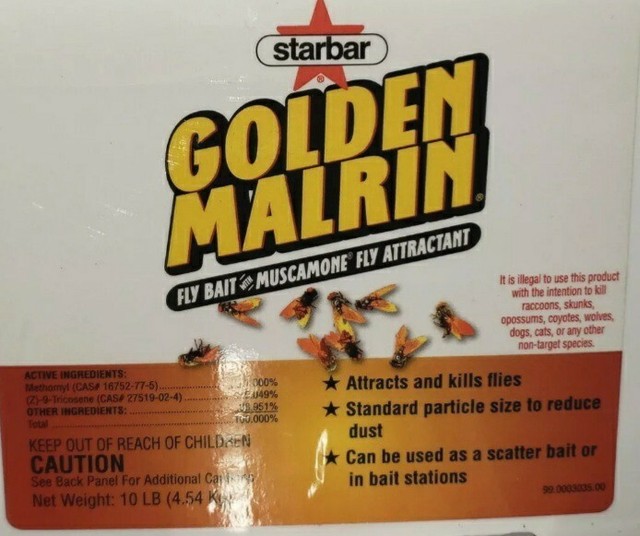 starbar
®
GOLDEN
MALRIN®
FLY BAIT WITH MUSCAMONE® FLY ATTRACTANT
It is illegal to use this product
with the intention to kill
raccoons, skunks,
opossums, coyotes, wolves,
dogs, cats, or any other
non-target species.
ACTIVE INGREDIENTS:
Methomyl (CAS# 16752-77-5)
(Z)-9-Tricosene (CAS# 27519-02-4)
OTHER INGREDIENTS:
Total 100.000%
KEEP OUT OF REACH OF CHILDREN
CAUTION
See Back Panel For Additional
Net Weight: 10 LB (4.54
★ Attracts and kills flies
★ Standard particle size to reduce
dust
★ Can be used as a scatter bait or
in bait stations